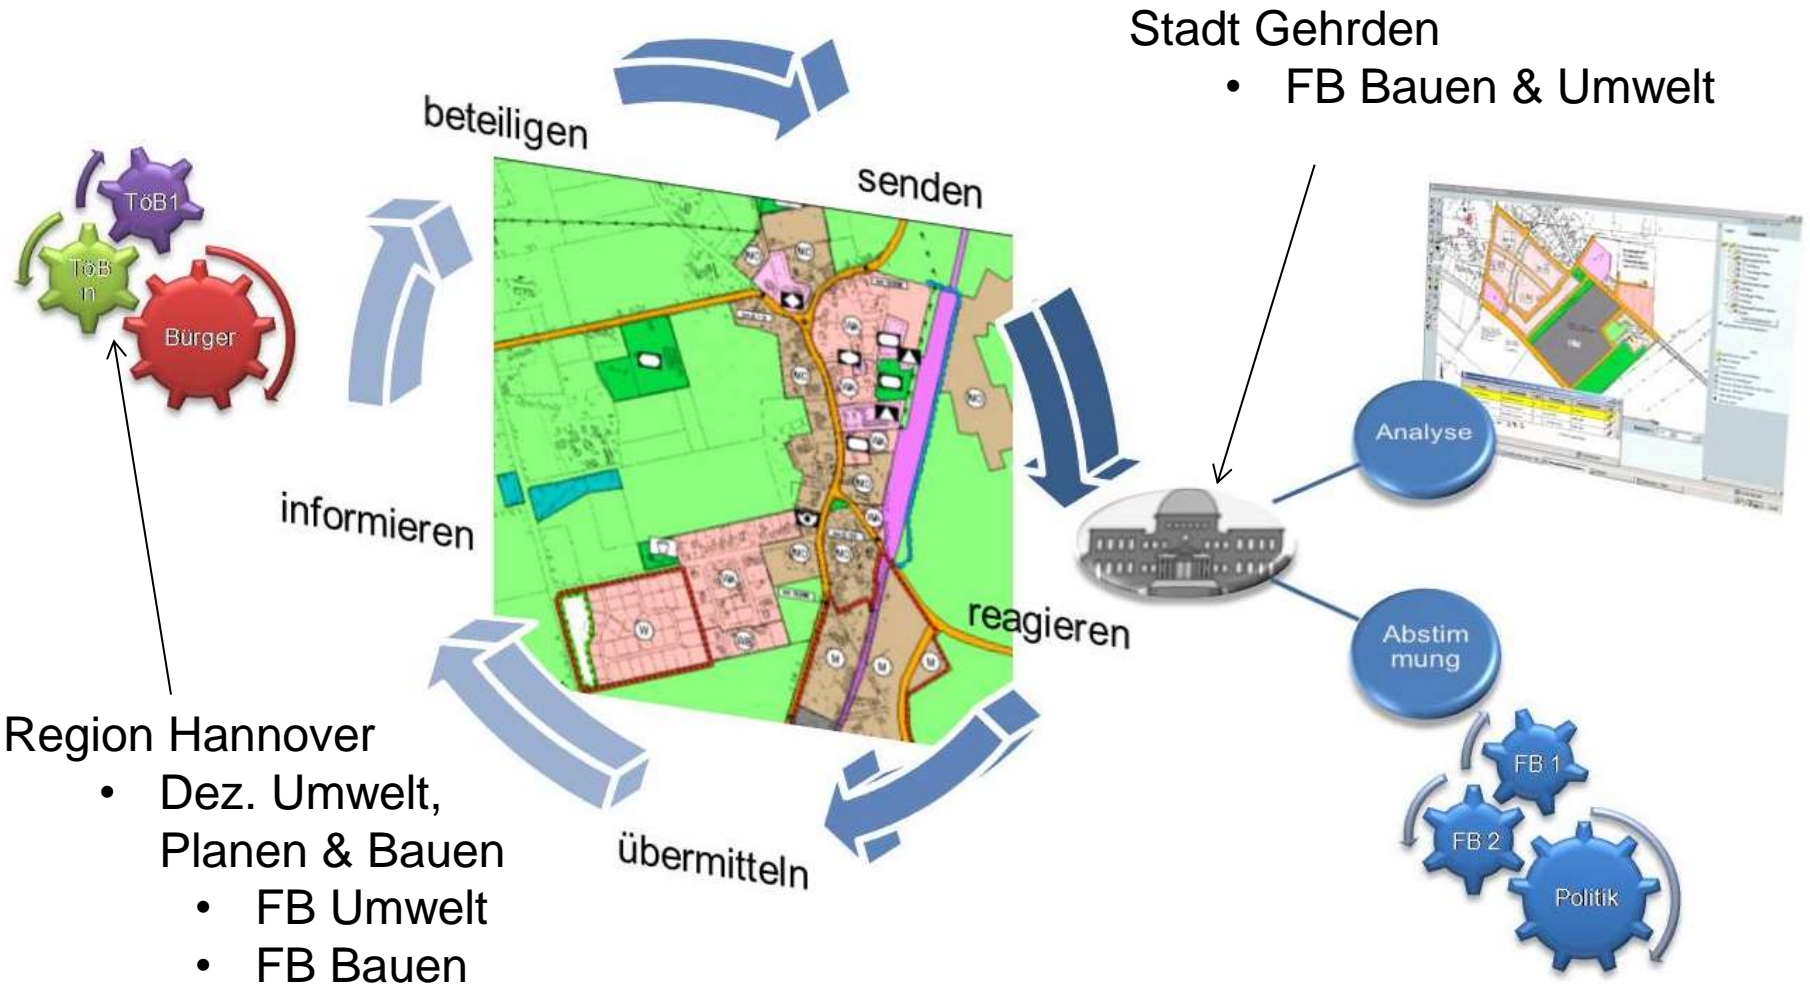 Stadt Gehrden
• FB Bauen & Umwelt
beteiligen
senden
TöB1
TöB
n
Bürger
Analyse
informieren
reagieren
Abstim
mung
Region Hannover
• Dez. Umwelt,
Planen & Bauen
• FB Umwelt
• FB Bauen
übermitteln
FB 1
FB 2
Politik
W
M
M
M